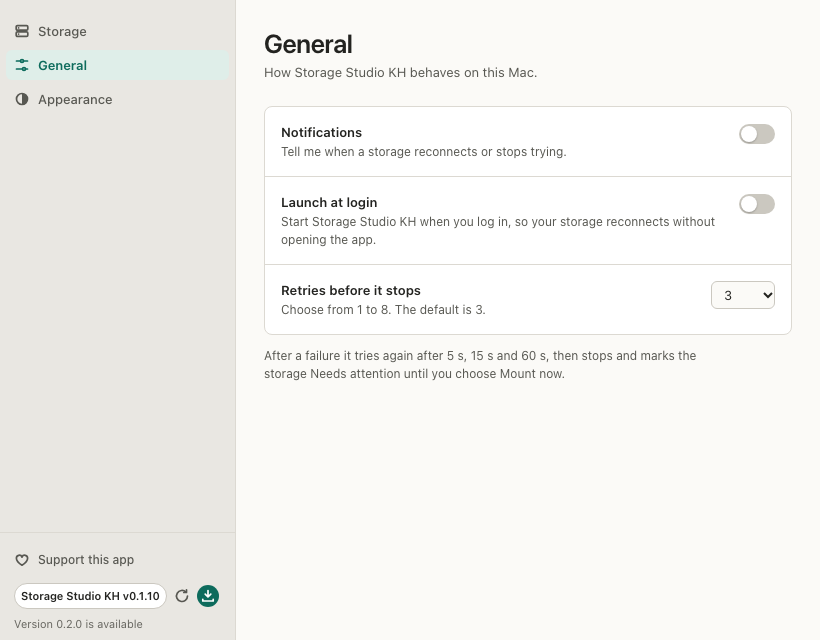 Storage
General
Appearance
Support this app
Storage Studio KH v0.1.10
Version 0.2.0 is available
General
How Storage Studio KH behaves on this Mac.
Notifications
Tell me when a storage reconnects or stops trying.
Launch at login
Start Storage Studio KH when you log in, so your storage reconnects without
opening the app.
Retries before it stops
Choose from 1 to 8. The default is 3.
3
After a failure it tries again after 5 s, 15 s and 60 s, then stops and marks the
storage Needs attention until you choose Mount now.